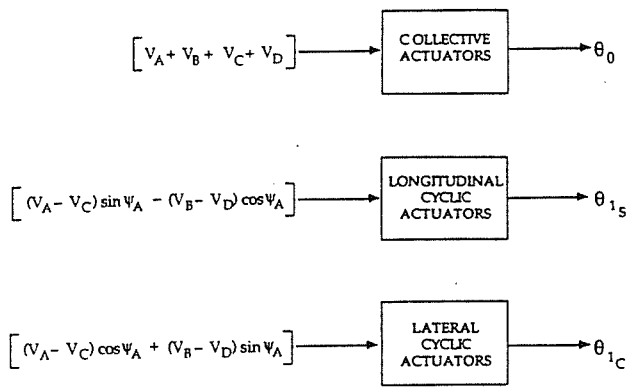 [V_A + V_B + V_C + V_D]
COLLECTIVE
ACTUATORS
θ_0
[(V_A − V_C) sin Ψ_A − (V_B − V_D) cos Ψ_A]
LONGITUDINAL
CYCLIC
ACTUATORS
θ_1S
[(V_A − V_C) cos Ψ_A + (V_B − V_D) sin Ψ_A]
LATERAL
CYCLIC
ACTUATORS
θ_1C